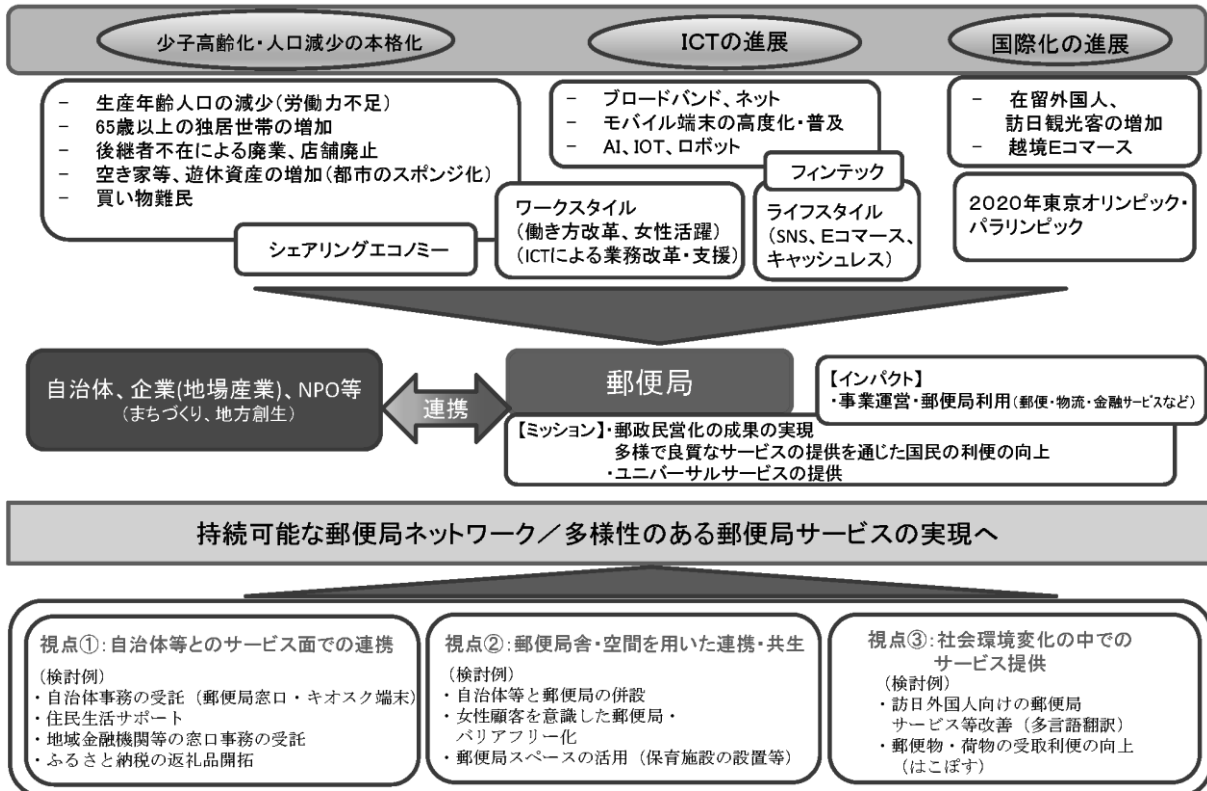 少子高齢化・人口減少の本格化
ICTの進展
国際化の進展
- 生産年齢人口の減少(労働力不足)
- 65歳以上の独居世帯の増加
- 後継者不在による廃業、店舗廃止
- 空き家等、遊休資産の増加(都市のスポンジ化)
- 買い物難民
シェアリングエコノミー
- ブロードバンド、ネット
- モバイル端末の高度化・普及
- AI、IOT、ロボット
フィンテック
ワークスタイル
(働き方改革、女性活躍)
(ICTによる業務改革・支援)
ライフスタイル
(SNS、Eコマース、
キャッシュレス)
- 在留外国人、
訪日観光客の増加
- 越境Eコマース
2020年東京オリンピック・
パラリンピック
自治体、企業(地場産業)、NPO等
(まちづくり、地方創生)
連携
郵便局
【インパクト】
・事業運営・郵便局利用(郵便・物流・金融サービスなど)
【ミッション】・郵政民営化の成果の実現
多様で良質なサービスの提供を通じた国民の利便の向上
・ユニバーサルサービスの提供
持続可能な郵便局ネットワーク／多様性のある郵便局サービスの実現へ
視点①:自治体等とのサービス面での連携
(検討例)
・自治体事務の受託（郵便局窓口・キオスク端末）
・住民生活サポート
・地域金融機関等の窓口事務の受託
・ふるさと納税の返礼品開拓
視点②:郵便局舎・空間を用いた連携・共生
(検討例)
・自治体等と郵便局の併設
・女性顧客を意識した郵便局・
バリアフリー化
・郵便局スペースの活用（保育施設の設置等）
視点③:社会環境変化の中での
サービス提供
(検討例)
・訪日外国人向けの郵便局
サービス等改善（多言語翻訳）
・郵便物・荷物の受取利便の向上
（はこぽす）